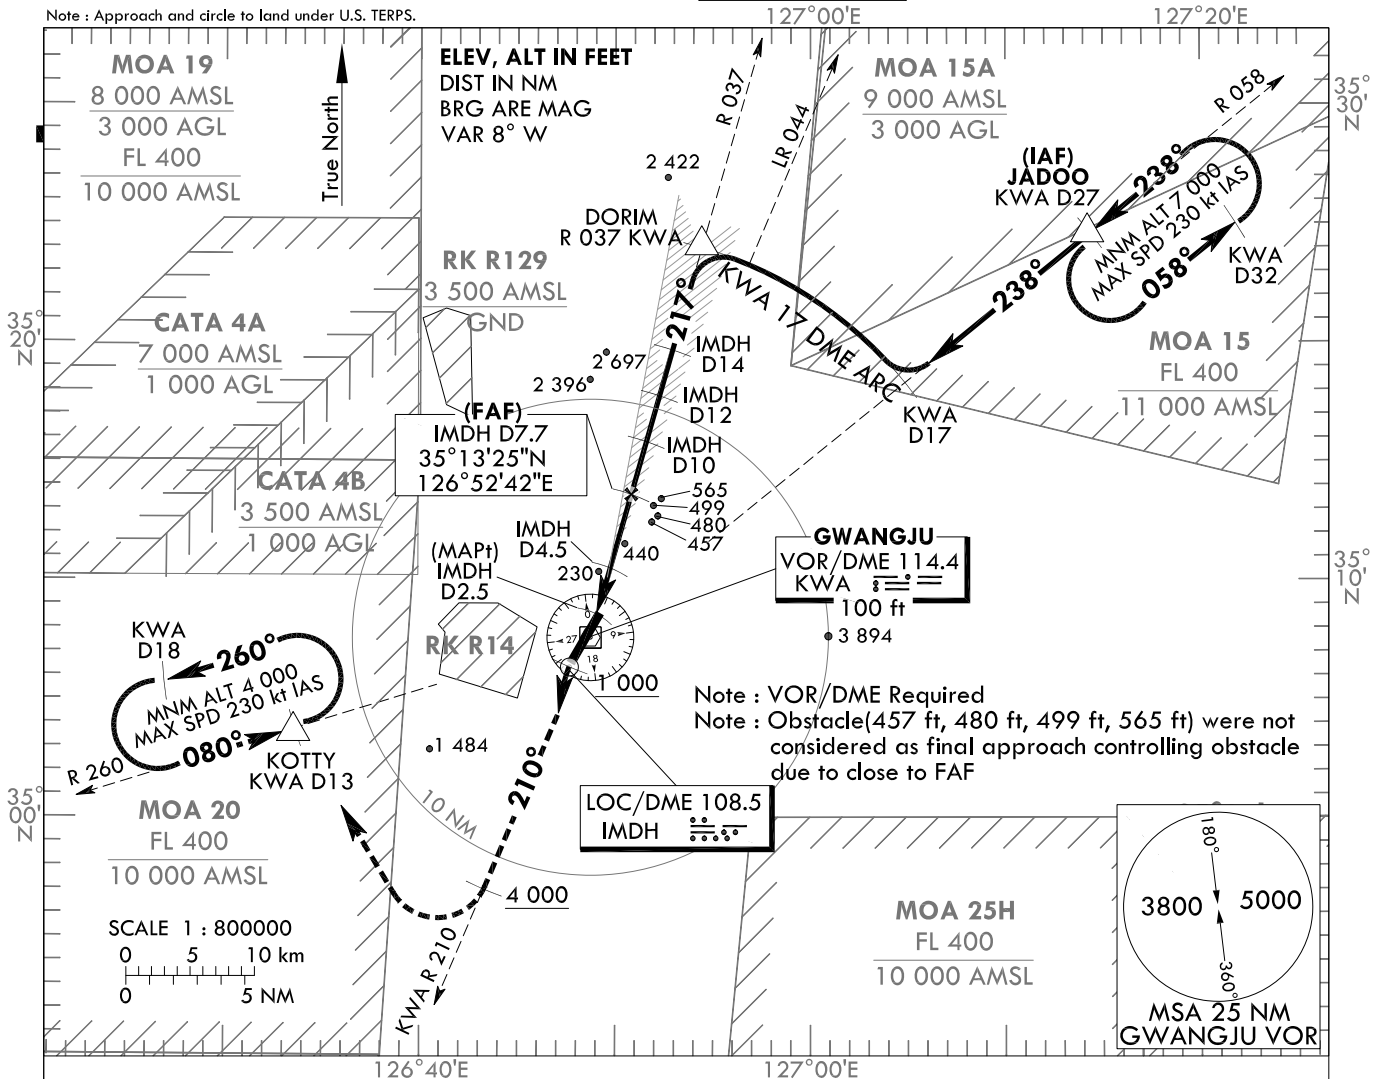 Note : Approach and circle to land under U.S. TERPS.
127°00'E
127°20'E
MOA 19
8 000 AMSL
3 000 AGL
FL 400
10 000 AMSL
True North
ELEV, ALT IN FEET
DIST IN NM
BRG ARE MAG
VAR 8° W
R 037
LR 044
MOA 15A
9 000 AMSL
3 000 AGL
R 058
35°
30'
N
2 422
(IAF)
JADOO
KWA D27
238°
MNM ALT 7 000
MAX SPD 230 kt IAS
058°
KWA
D32
238°
DORIM
R 037 KWA
KWA 17 DME ARC
217°
RK R129
3 500 AMSL
GND
CATA 4A
7 000 AMSL
1 000 AGL
35°
20'
N
MOA 15
FL 400
11 000 AMSL
2 697
2 396
IMDH
D14
IMDH
D12
IMDH
D10
KWA
D17
(FAF)
IMDH D7.7
35°13'25"N
126°52'42"E
CATA 4B
3 500 AMSL
1 000 AGL
565
499
480
457
440
230
IMDH
D4.5
(MAPt)
IMDH
D2.5
GWANGJU
VOR/DME 114.4
KWA
100 ft
35°
10'
N
3 894
RK R14
0
9
18
27
1 000
KWA
D18
260°
MNM ALT 4 000
MAX SPD 230 kt IAS
080°
R 260
KOTTY
KWA D13
1 484
Note : VOR/DME Required
Note : Obstacle(457 ft, 480 ft, 499 ft, 565 ft) were not
considered as final approach controlling obstacle
due to close to FAF
35°
00'
N
MOA 20
FL 400
10 000 AMSL
10 NM
210°
LOC/DME 108.5
IMDH
4 000
KWA R 210
SCALE 1 : 800000
0 5 10 km
0 5 NM
MOA 25H
FL 400
10 000 AMSL
180°
3800 5000
360°
MSA 25 NM
GWANGJU VOR
126°40'E
127°00'E